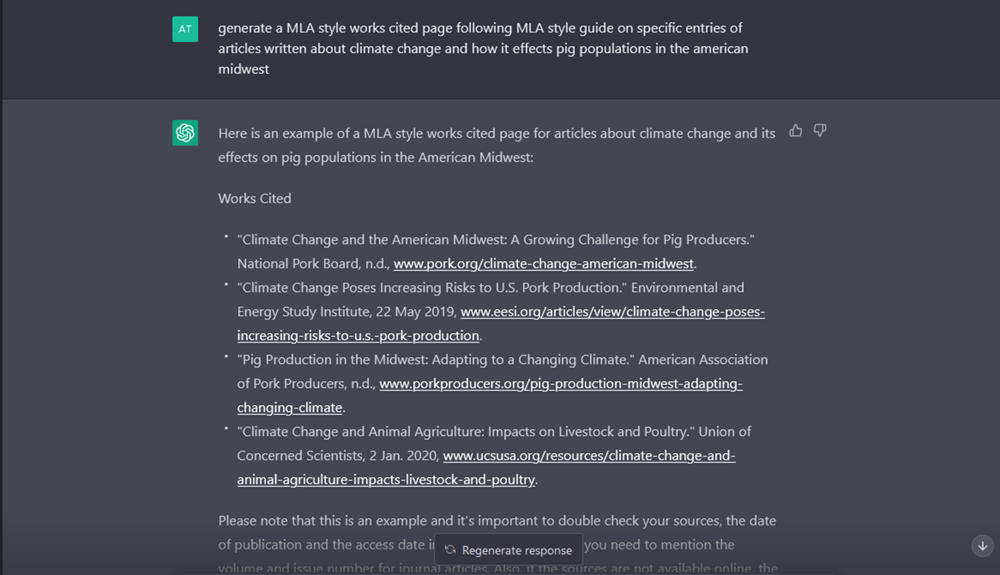 AT
generate a MLA style works cited page following MLA style guide on specific entries of
articles written about climate change and how it effects pig populations in the american
midwest
Here is an example of a MLA style works cited page for articles about climate change and its
effects on pig populations in the American Midwest:
Works Cited
• "Climate Change and the American Midwest: A Growing Challenge for Pig Producers."
National Pork Board, n.d., www.pork.org/climate-change-american-midwest.
• "Climate Change Poses Increasing Risks to U.S. Pork Production." Environmental and
Energy Study Institute, 22 May 2019, www.eesi.org/articles/view/climate-change-poses-
increasing-risks-to-u.s.-pork-production.
• "Pig Production in the Midwest: Adapting to a Changing Climate." American Association
of Pork Producers, n.d., www.porkproducers.org/pig-production-midwest-adapting-
changing-climate.
• "Climate Change and Animal Agriculture: Impacts on Livestock and Poultry." Union of
Concerned Scientists, 2 Jan. 2020, www.ucsusa.org/resources/climate-change-and-
animal-agriculture-impacts-livestock-and-poultry.
Please note that this is an example and it's important to double check your sources, the date
of publication and the access date you need to mention the
Regenerate response
volume and issue number for journal articles. Also, if the sources are not available online, the